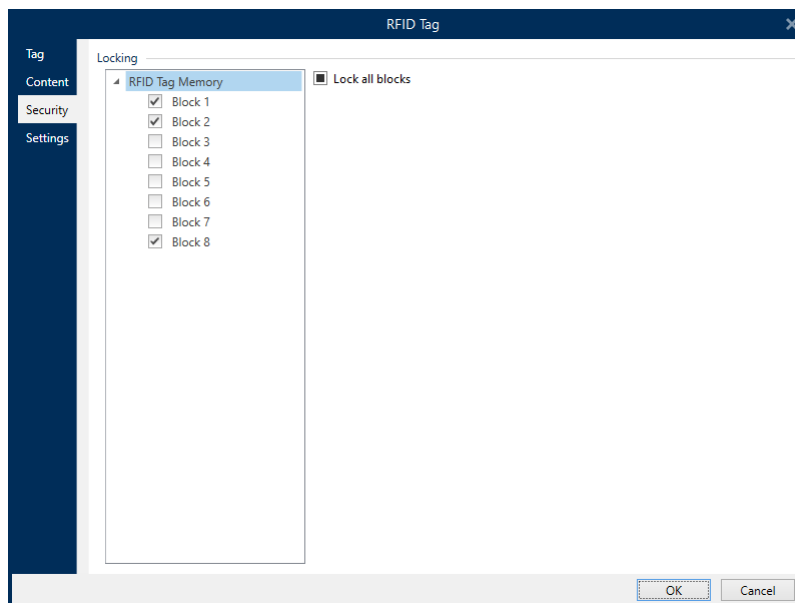 RFID Tag
Tag
Content
Security
Settings
Locking
RFID Tag Memory
Block 1
Block 2
Block 3
Block 4
Block 5
Block 6
Block 7
Block 8
Lock all blocks
OK
Cancel